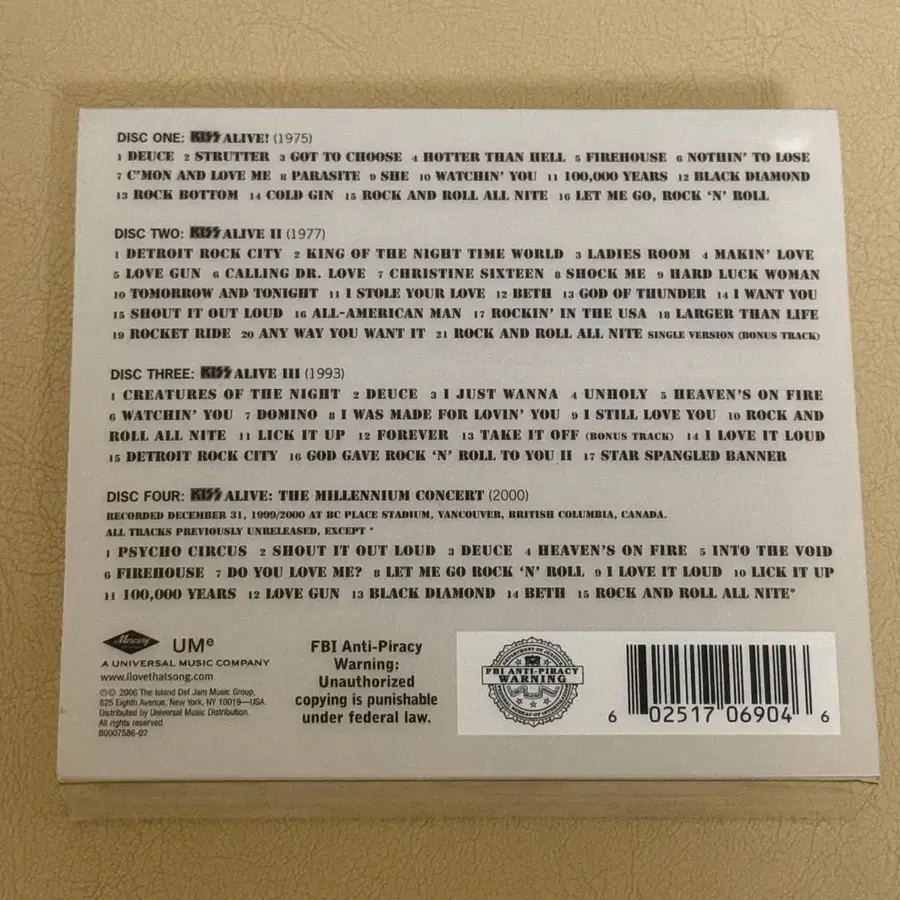 DISC ONE: KISS ALIVE! (1975)
1 DEUCE 2 STRUTTER 3 GOT TO CHOOSE 4 HOTTER THAN HELL 5 FIREHOUSE 6 NOTHIN' TO LOSE
7 C'MON AND LOVE ME 8 PARASITE 9 SHE 10 WATCHIN' YOU 11 100,000 YEARS 12 BLACK DIAMOND
13 ROCK BOTTOM 14 COLD GIN 15 ROCK AND ROLL ALL NITE 16 LET ME GO, ROCK 'N' ROLL
DISC TWO: KISS ALIVE II (1977)
1 DETROIT ROCK CITY 2 KING OF THE NIGHT TIME WORLD 3 LADIES ROOM 4 MAKIN' LOVE
5 LOVE GUN 6 CALLING DR. LOVE 7 CHRISTINE SIXTEEN 8 SHOCK ME 9 HARD LUCK WOMAN
10 TOMORROW AND TONIGHT 11 I STOLE YOUR LOVE 12 BETH 13 GOD OF THUNDER 14 I WANT YOU
15 SHOUT IT OUT LOUD 16 ALL-AMERICAN MAN 17 ROCKIN' IN THE USA 18 LARGER THAN LIFE
19 ROCKET RIDE 20 ANY WAY YOU WANT IT 21 ROCK AND ROLL ALL NITE SINGLE VERSION (BONUS TRACK)
DISC THREE: KISS ALIVE III (1993)
1 CREATURES OF THE NIGHT 2 DEUCE 3 I JUST WANNA 4 UNHOLY 5 HEAVEN'S ON FIRE
6 WATCHIN' YOU 7 DOMINO 8 I WAS MADE FOR LOVIN' YOU 9 I STILL LOVE YOU 10 ROCK AND
ROLL ALL NITE 11 LICK IT UP 12 FOREVER 13 TAKE IT OFF (BONUS TRACK) 14 I LOVE IT LOUD
15 DETROIT ROCK CITY 16 GOD GAVE ROCK 'N' ROLL TO YOU II 17 STAR SPANGLED BANNER
DISC FOUR: KISS ALIVE: THE MILLENNIUM CONCERT (2000)
RECORDED DECEMBER 31, 1999/2000 AT BC PLACE STADIUM, VANCOUVER, BRITISH COLUMBIA, CANADA.
ALL TRACKS PREVIOUSLY UNRELEASED, EXCEPT *
1 PSYCHO CIRCUS 2 SHOUT IT OUT LOUD 3 DEUCE 4 HEAVEN'S ON FIRE 5 INTO THE VOID
6 FIREHOUSE 7 DO YOU LOVE ME? 8 LET ME GO ROCK 'N' ROLL 9 I LOVE IT LOUD 10 LICK IT UP
11 100,000 YEARS 12 LOVE GUN 13 BLACK DIAMOND 14 BETH 15 ROCK AND ROLL ALL NITE*
Mercury UMe
A UNIVERSAL MUSIC COMPANY
www.ilovethatsong.com
℗© 2006 The Island Def Jam Music Group,
825 Eighth Avenue, New York, NY 10019—USA.
Distributed by Universal Music Distribution.
All rights reserved.
B0007586-02
FBI Anti-Piracy
Warning:
Unauthorized
copying is punishable
under federal law.
DEPARTMENT OF JUSTICE
FBI ANTI-PIRACY
WARNING
FEDERAL BUREAU OF INVESTIGATION
6 02517 06904 6